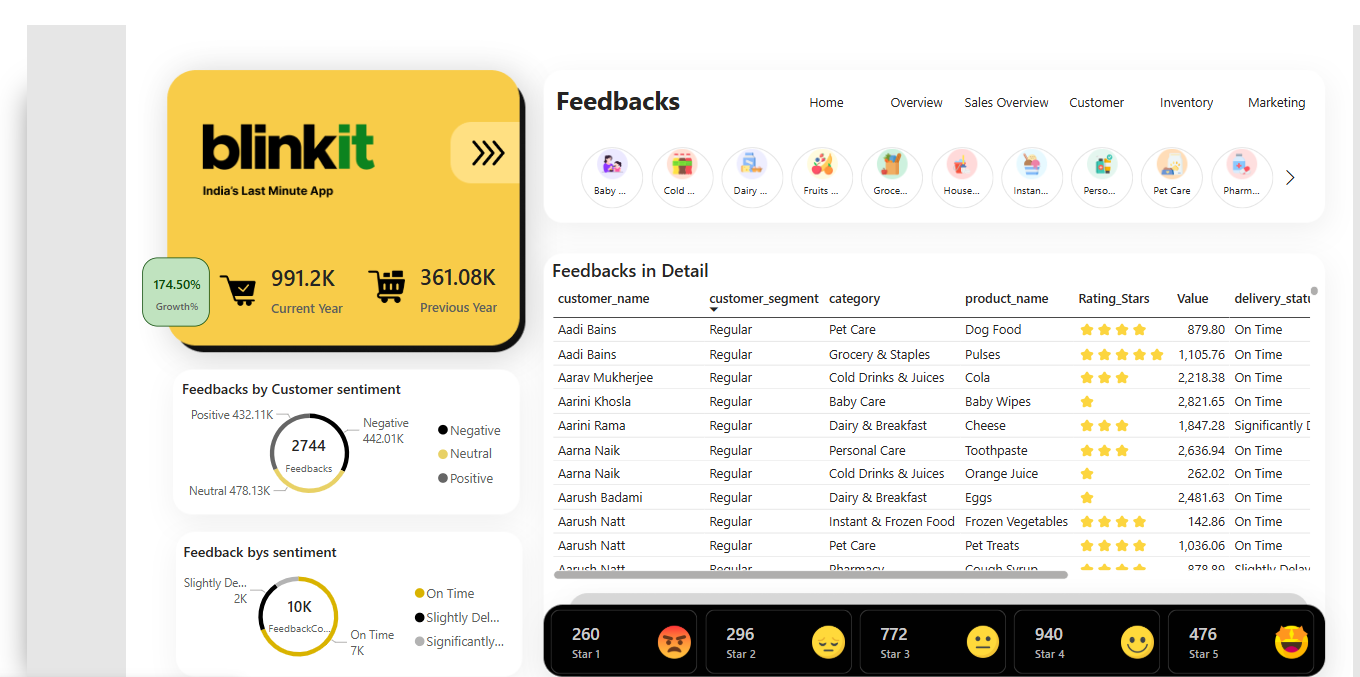 blinkit
India's Last Minute App
174.50%
Growth%
991.2K
Current Year
361.08K
Previous Year
Feedbacks
Home Overview Sales Overview Customer Inventory Marketing
Baby ... Cold ... Dairy ... Fruits ... Groce... House... Instan... Perso... Pet Care Pharm...
Feedbacks by Customer sentiment
Positive 432.11K
Negative
442.01K
Neutral 478.13K
2744
Feedbacks
Negative
Neutral
Positive
Feedback bys sentiment
Slightly De...
2K
On Time
7K
10K
FeedbackCo...
On Time
Slightly Del...
Significantly...
Feedbacks in Detail
customer_name customer_segment category product_name Rating_Stars Value delivery_statu
Aadi Bains Regular Pet Care Dog Food 879.80 On Time
Aadi Bains Regular Grocery & Staples Pulses 1,105.76 On Time
Aarav Mukherjee Regular Cold Drinks & Juices Cola 2,218.38 On Time
Aarini Khosla Regular Baby Care Baby Wipes 2,821.65 On Time
Aarini Rama Regular Dairy & Breakfast Cheese 1,847.28 Significantly D
Aarna Naik Regular Personal Care Toothpaste 2,636.94 On Time
Aarna Naik Regular Cold Drinks & Juices Orange Juice 262.02 On Time
Aarush Badami Regular Dairy & Breakfast Eggs 2,481.63 On Time
Aarush Natt Regular Instant & Frozen Food Frozen Vegetables 142.86 On Time
Aarush Natt Regular Pet Care Pet Treats 1,036.06 On Time
Aarush Natt Regular Pharmacy Cough Syrup 878.89 Slightly Delay
260
Star 1
296
Star 2
772
Star 3
940
Star 4
476
Star 5